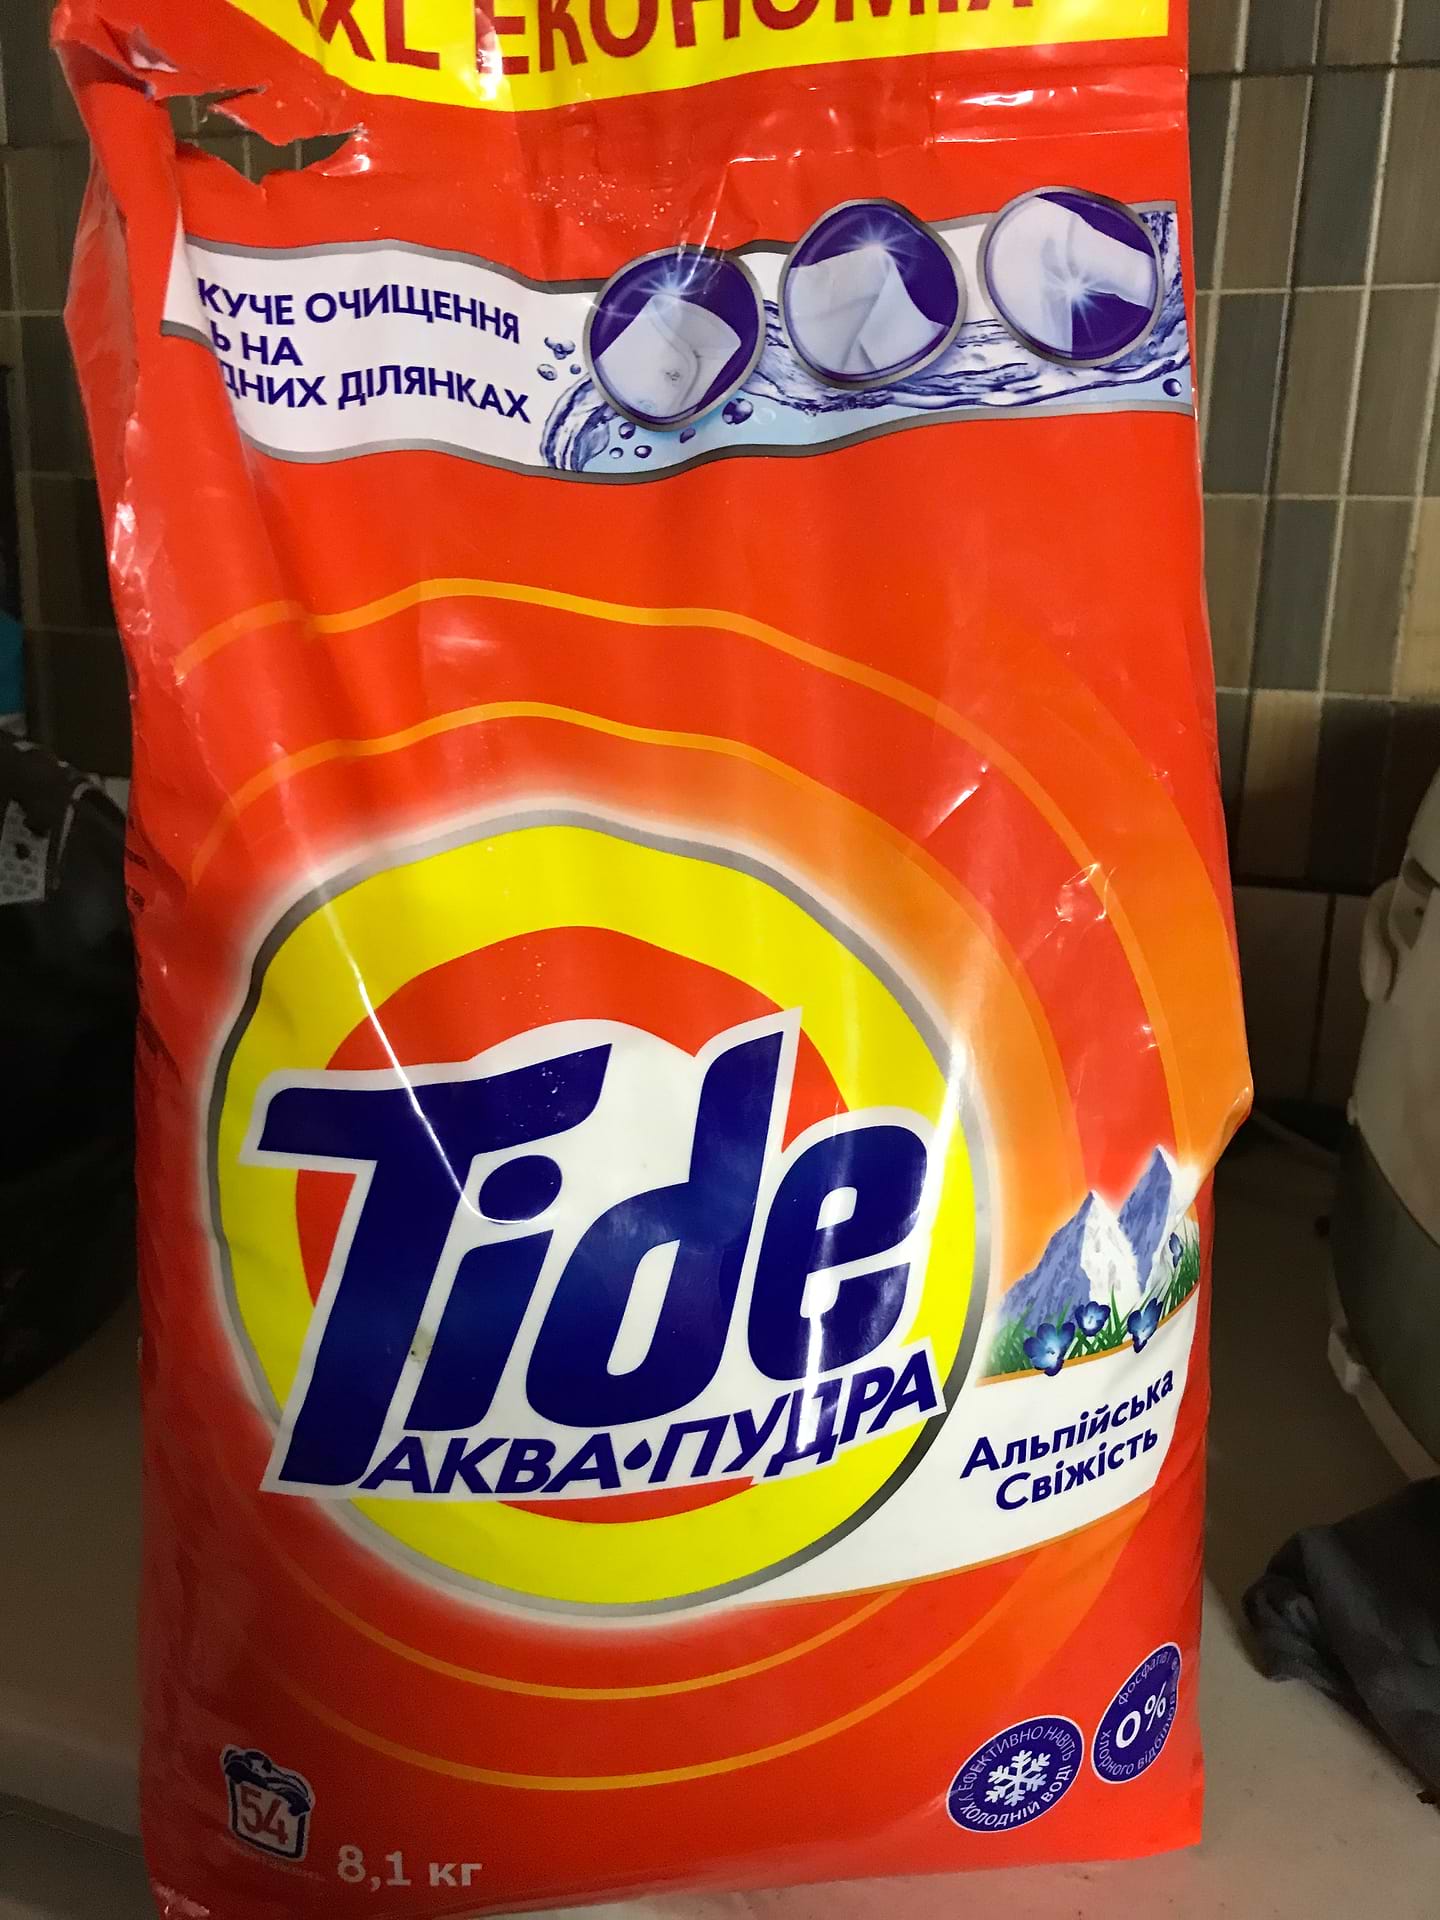 XL ЕКОНОМІЯ
КУЧЕ ОЧИЩЕННЯ
Ь НА
ДНИХ ДІЛЯНКАХ
Tide
АКВА•ПУДРА
Альпійська
Свіжість
ЕФЕКТИВНО НАВІТЬ
У ХОЛОДНІЙ ВОДІ
0%
фосфатів і
хлорного
54
8,1 кг